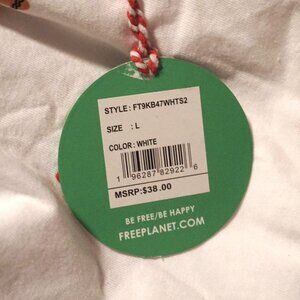 STYLE : FT9KB47WHTS2
SIZE : L
COLOR : WHITE
1 96287 82922 6
MSRP:$38.00
BE FREE/BE HAPPY
FREEPLANET.COM